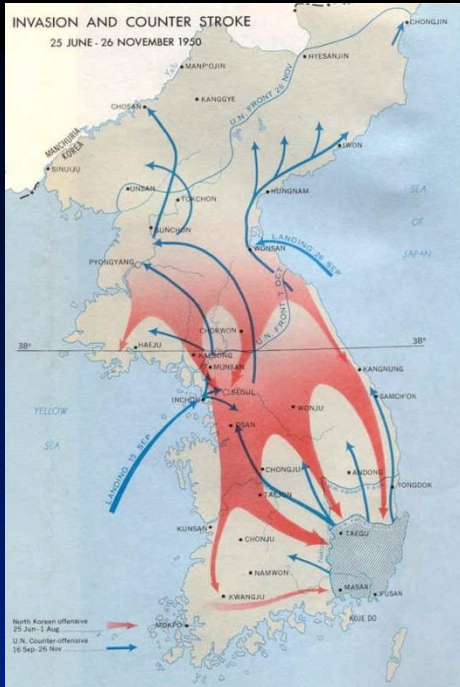 INVASION AND COUNTER STROKE
25 JUNE - 26 NOVEMBER 1950
CHONGJIN
HYESANJIN
MANP'OJIN
KANGGYE
U.N. FRONT 25 NOV
CHOSAN
MANCHURIA
KOREA
IWON
SINUIJU
UNSAN
HUNGNAM
TOKCHON
SEA
OF
JAPAN
SUNCHON
LANDING 26 SEP
WONSAN
PYONGYANG
U.N. FRONT 7 OCT
CHORWON
38°
38°
HAEJU
KAESONG
MUNSAN
KANGNUNG
SEOUL
SAMCH'OK
INCHON
WONJU
YELLOW
SEA
OSAN
LANDING 15 SEP
CHONGJU
ANDONG
TAEJON
YONGDOK
KUNSAN
TAEGU
CHONJU
NAMWON
MASAN
PUSAN
KWANGJU
KOJE DO
MOKPO
North Korean offensive
25 Jun-1 Aug
U.N. Counter-offensive
16 Sep-26 Nov